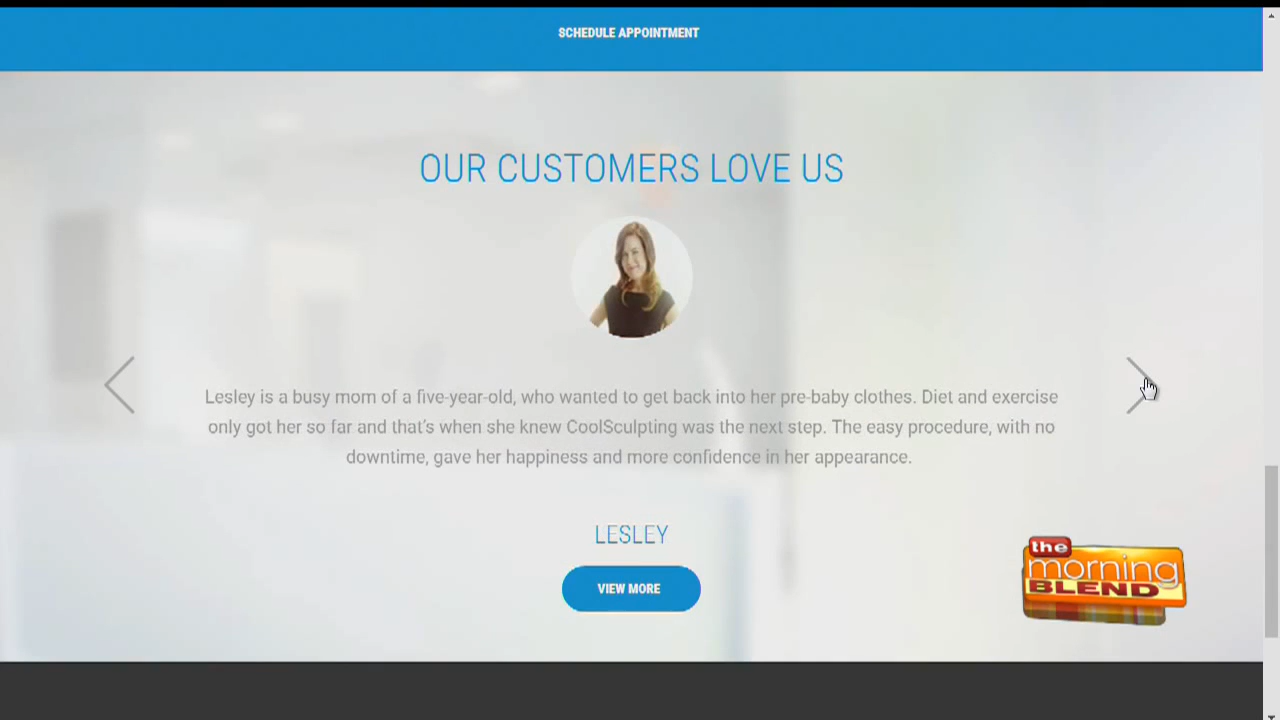 SCHEDULE APPOINTMENT
OUR CUSTOMERS LOVE US
Lesley is a busy mom of a five-year-old, who wanted to get back into her pre-baby clothes. Diet and exercise
only got her so far and that's when she knew CoolSculpting was the next step. The easy procedure, with no
downtime, gave her happiness and more confidence in her appearance.
LESLEY
VIEW MORE
the
morning
BLEND